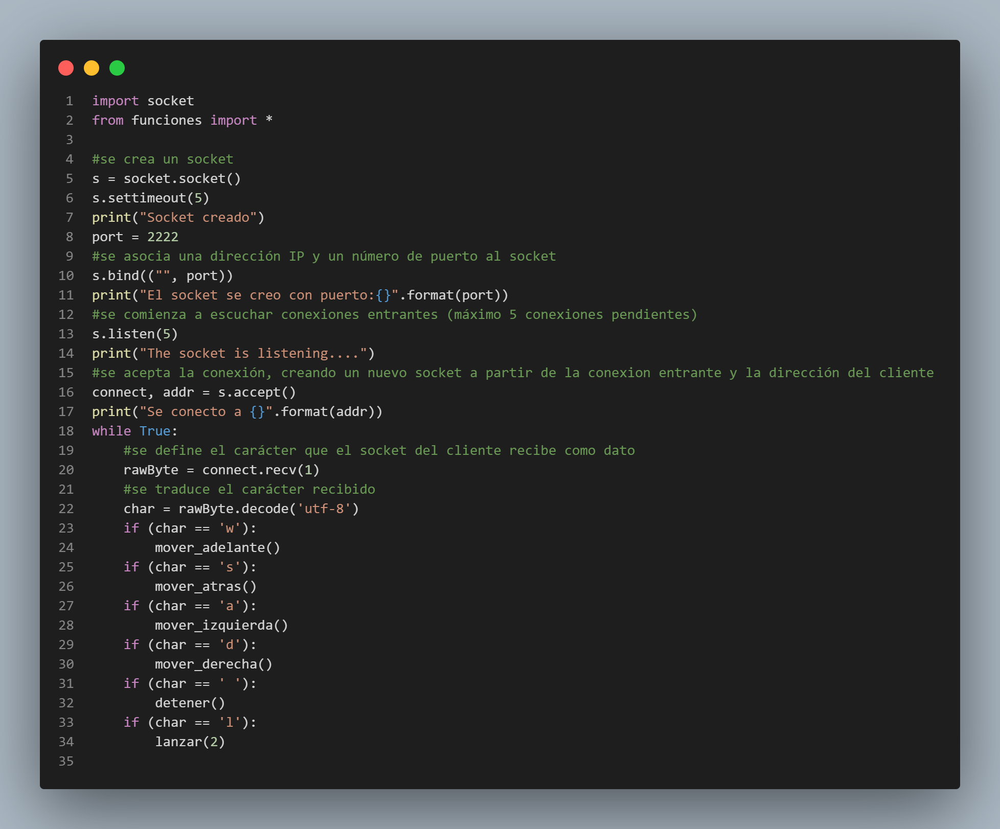 1 import socket
2 from funciones import *
3
4 #se crea un socket
5 s = socket.socket()
6 s.settimeout(5)
7 print("Socket creado")
8 port = 2222
9 #se asocia una dirección IP y un número de puerto al socket
10 s.bind(("", port))
11 print("El socket se creo con puerto:{}".format(port))
12 #se comienza a escuchar conexiones entrantes (máximo 5 conexiones pendientes)
13 s.listen(5)
14 print("The socket is listening....")
15 #se acepta la conexión, creando un nuevo socket a partir de la conexion entrante y la dirección del cliente
16 connect, addr = s.accept()
17 print("Se conecto a {}".format(addr))
18 while True:
19     #se define el carácter que el socket del cliente recibe como dato
20     rawByte = connect.recv(1)
21     #se traduce el carácter recibido
22     char = rawByte.decode('utf-8')
23     if (char == 'w'):
24         mover_adelante()
25     if (char == 's'):
26         mover_atras()
27     if (char == 'a'):
28         mover_izquierda()
29     if (char == 'd'):
30         mover_derecha()
31     if (char == ' '):
32         detener()
33     if (char == 'l'):
34         lanzar(2)
35